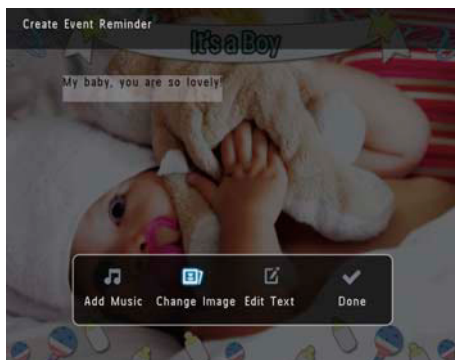 Create Event Reminder
It's a Boy
My baby, you are so lovely!
Add Music
Change Image
Edit Text
Done